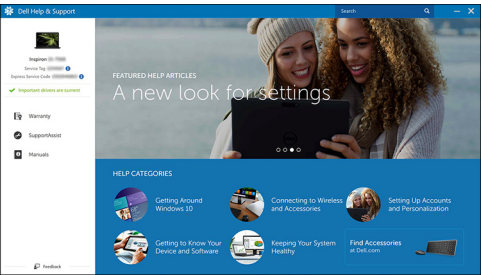 Dell Help & Support
Search
Inspiron
Service Tag
Express Service Code
Important drivers are current
Warranty
SupportAssist
Manuals
Feedback
FEATURED HELP ARTICLES
A new look for settings
HELP CATEGORIES
Getting Around
Windows 10
Connecting to Wireless
and Accessories
Setting Up Accounts
and Personalization
Getting to Know Your
Device and Software
Keeping Your System
Healthy
Find Accessories
at Dell.com